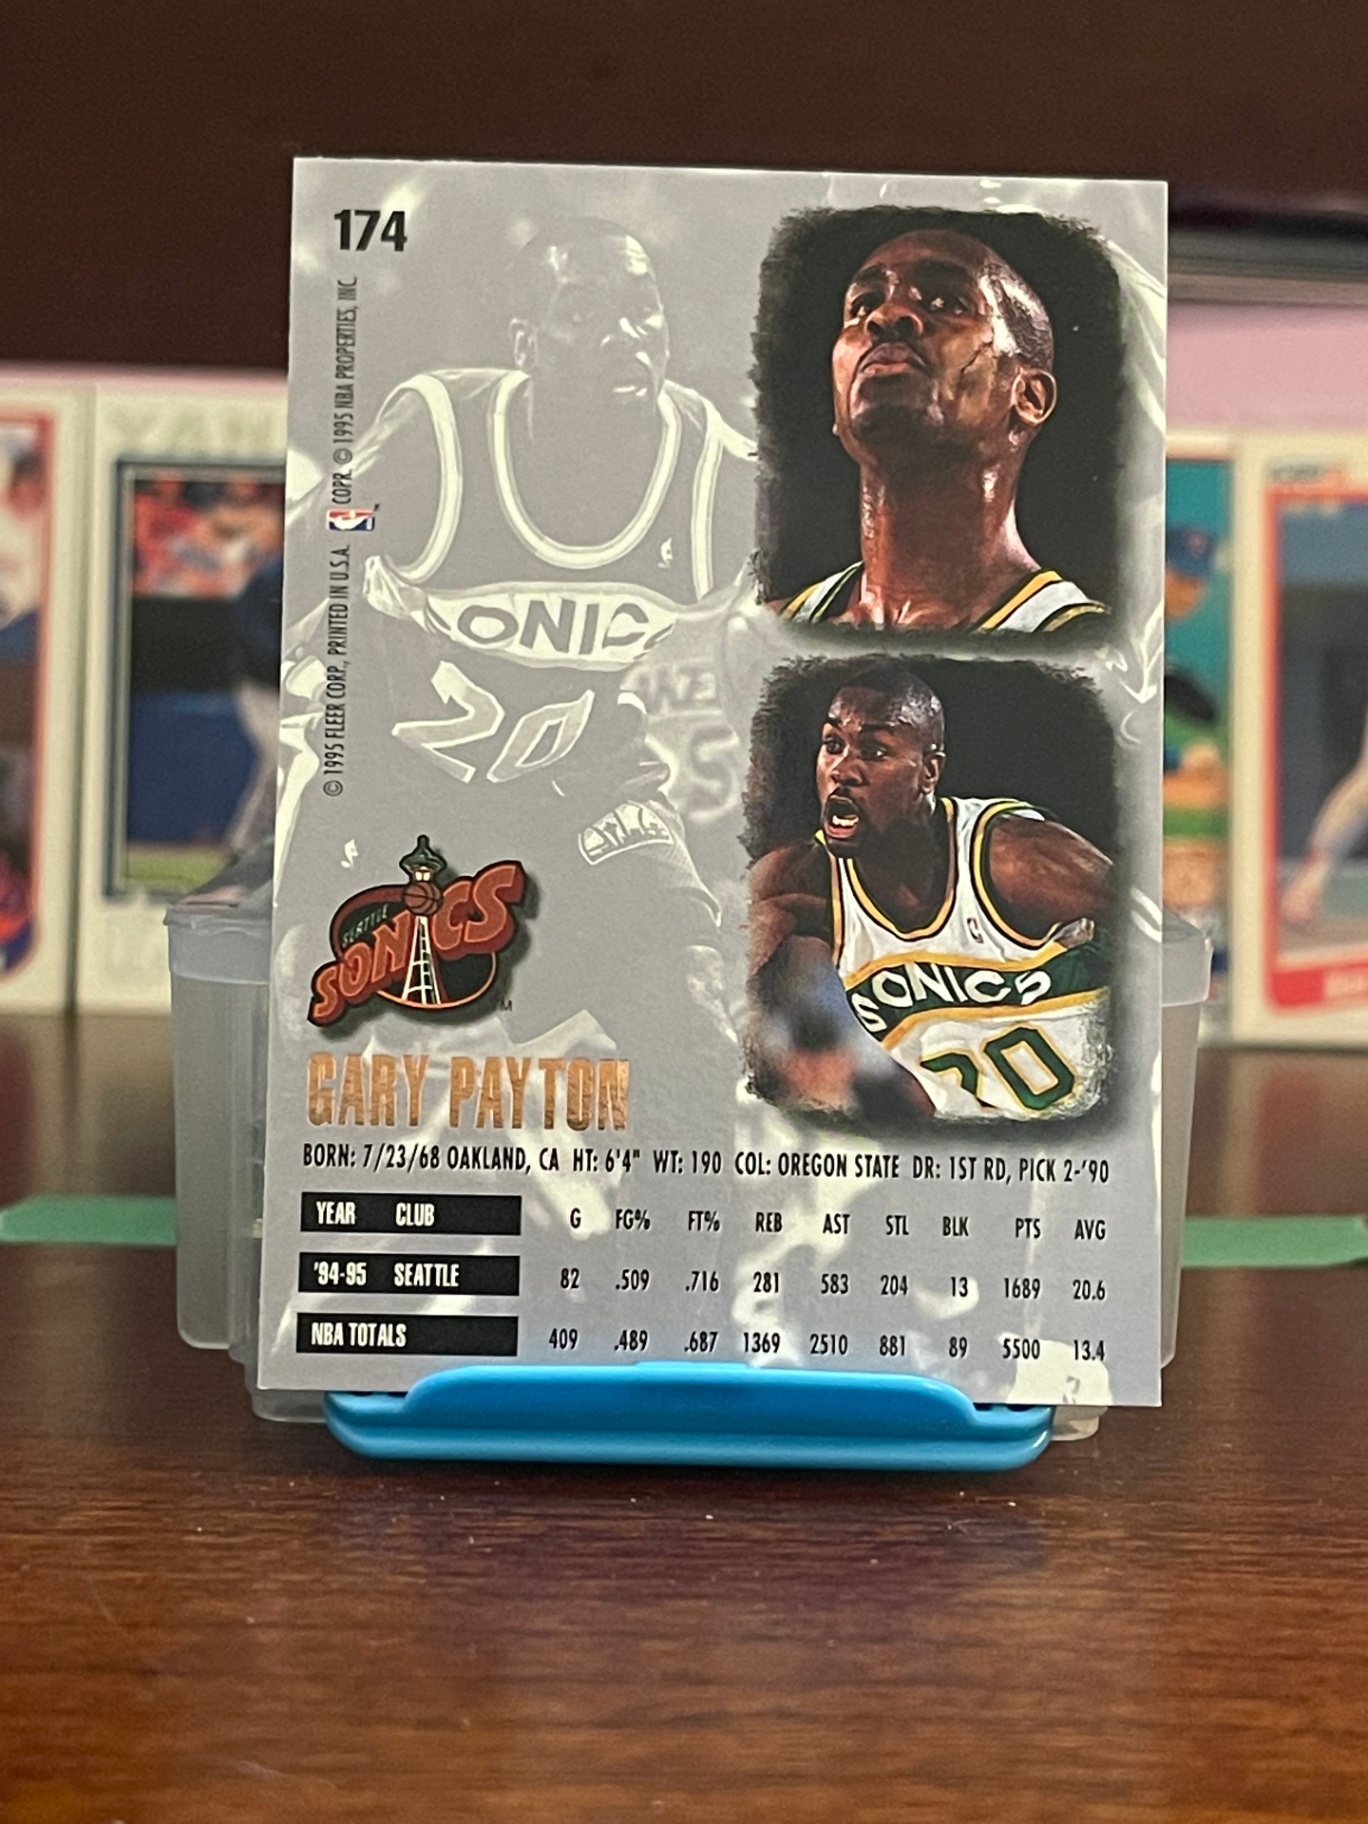 174
© 1995 FLEER CORP., PRINTED IN U.S.A. COPR. © 1995 NBA PROPERTIES, INC.
ONICS
20
SONICS
20
SEATTLE
SONICS
GARY PAYTON
BORN: 7/23/68 OAKLAND, CA HT: 6'4" WT: 190 COL: OREGON STATE DR: 1ST RD, PICK 2-'90
YEAR CLUB G FG% FT% REB AST STL BLK PTS AVG
'94-95 SEATTLE 82 .509 .716 281 583 204 13 1689 20.6
NBA TOTALS 409 .489 .687 1369 2510 881 89 5500 13.4